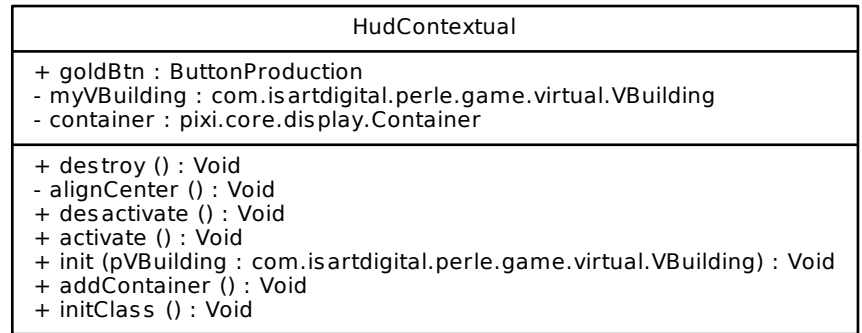 HudContextual
+ goldBtn : ButtonProduction
- myVBuilding : com.isartdigital.perle.game.virtual.VBuilding
- container : pixi.core.display.Container
+ destroy () : Void
- alignCenter () : Void
+ desactivate () : Void
+ activate () : Void
+ init (pVBuilding : com.isartdigital.perle.game.virtual.VBuilding) : Void
+ addContainer () : Void
+ initClass () : Void